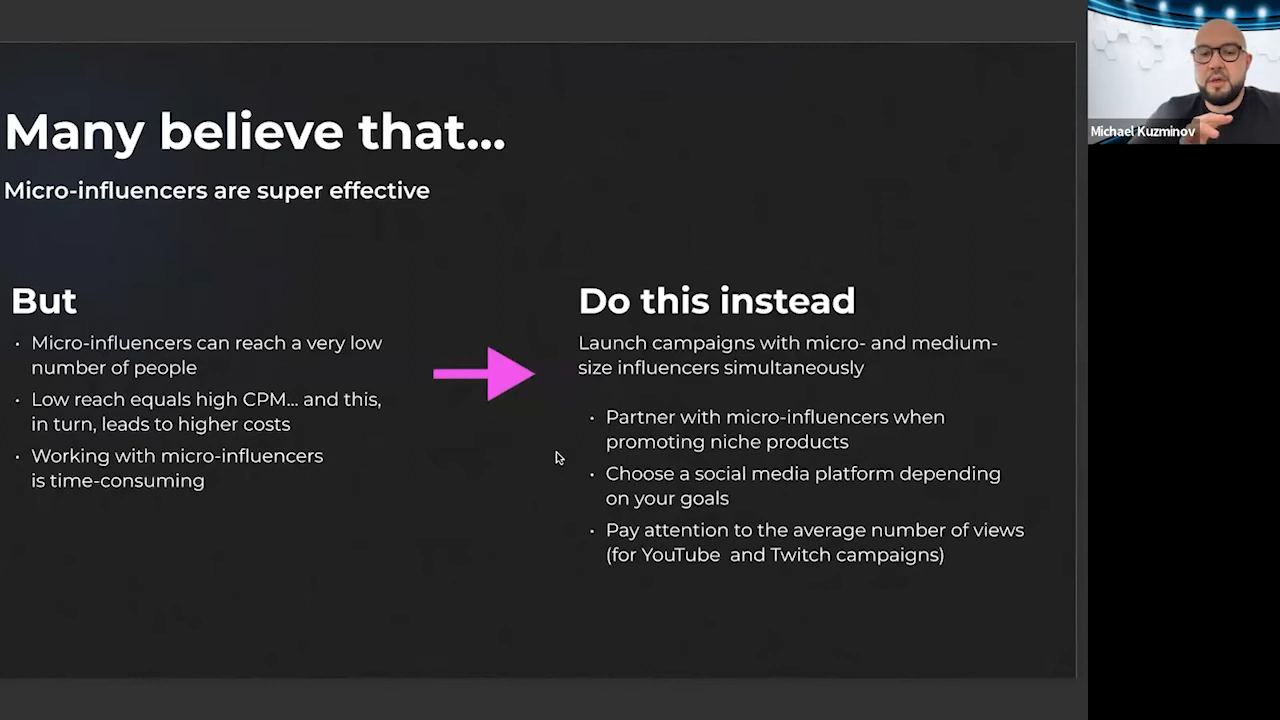 Many believe that...
Micro-influencers are super effective
But
• Micro-influencers can reach a very low
number of people
• Low reach equals high CPM... and this,
in turn, leads to higher costs
• Working with micro-influencers
is time-consuming
Do this instead
Launch campaigns with micro- and medium-
size influencers simultaneously
• Partner with micro-influencers when
promoting niche products
• Choose a social media platform depending
on your goals
• Pay attention to the average number of views
(for YouTube and Twitch campaigns)
Michael Kuzminov